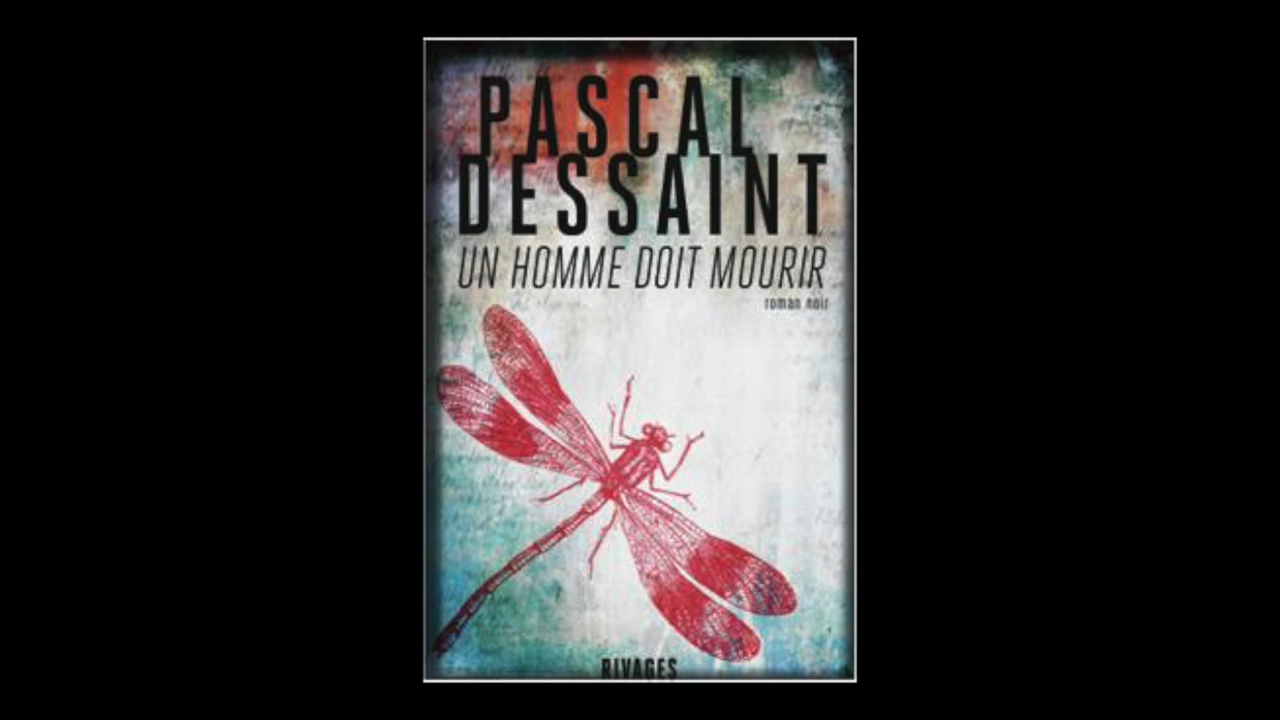 PASCAL
DESSAINT
UN HOMME DOIT MOURIR
roman noir
RIVAGES